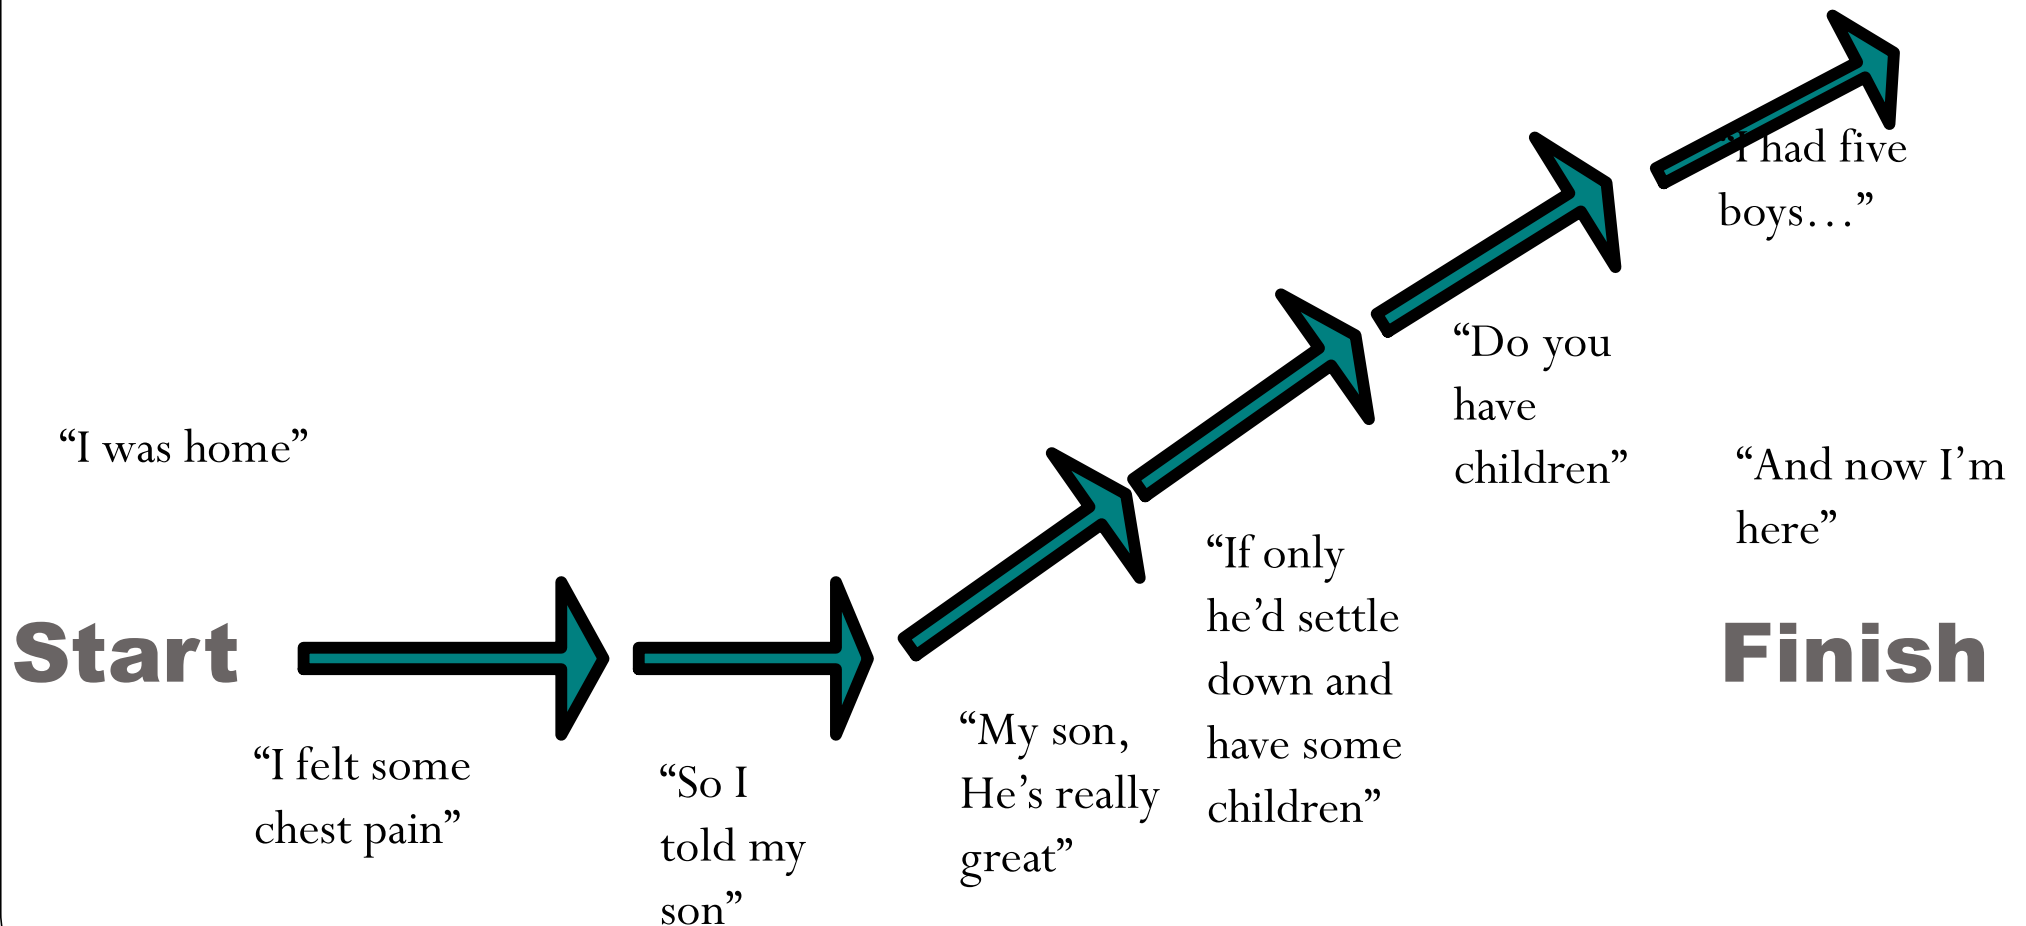 “I was home”
Start
“I felt some
chest pain”
“So I
told my
son”
“My son,
He’s really
great”
“If only
he’d settle
down and
have some
children”
“Do you
have
children”
“I had five
boys…”
“And now I’m
here”
Finish